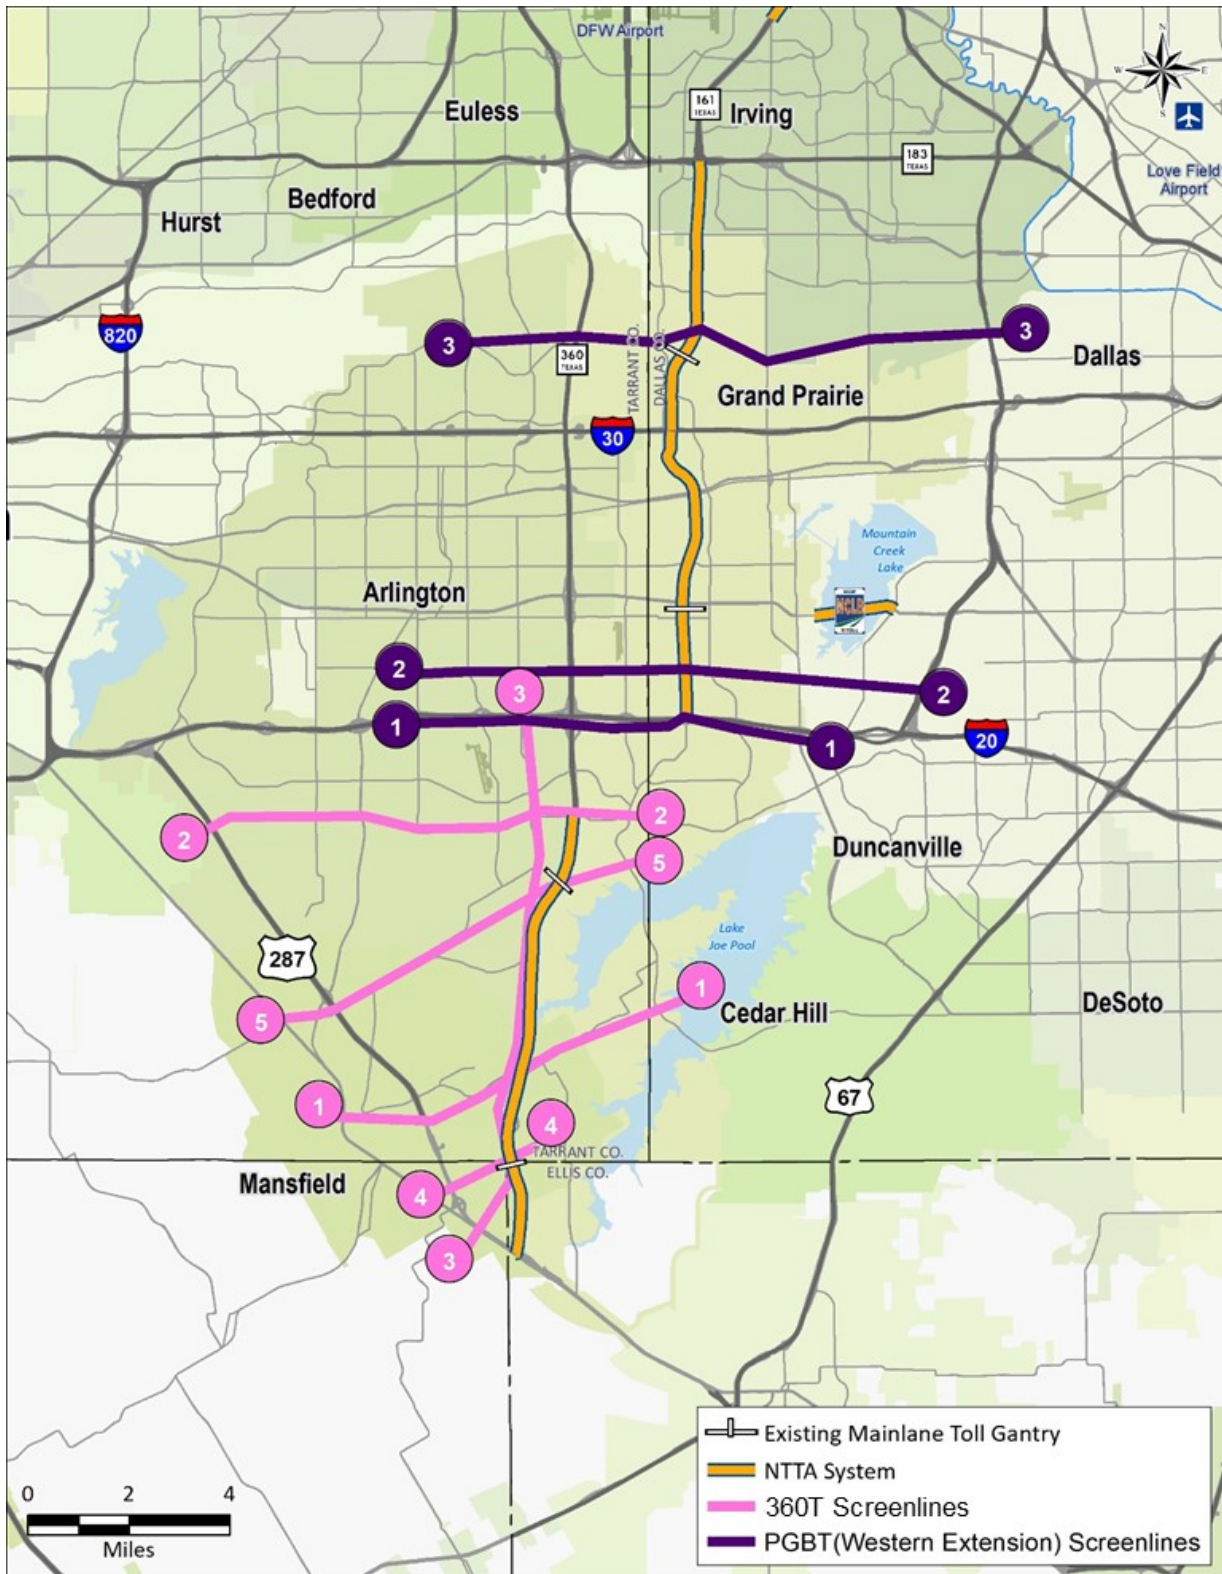 DFW Airport
N
W
E
S
161
TEXAS
Irving
Euless
183
TEXAS
Love Field
Airport
Bedford
Hurst
820
3
3
360
TEXAS
TARRANT CO.
DALLAS CO.
Dallas
Grand Prairie
30
Mountain
Creek
Lake
Arlington
2
3
2
1
1
20
2
2
5
Duncanville
287
Lake
Joe Pool
5
1
Cedar Hill
DeSoto
67
1
4
TARRANT CO.
ELLIS CO.
Mansfield
4
3
Existing Mainlane Toll Gantry
NTTA System
360T Screenlines
PGBT(Western Extension) Screenlines
0 2 4
Miles